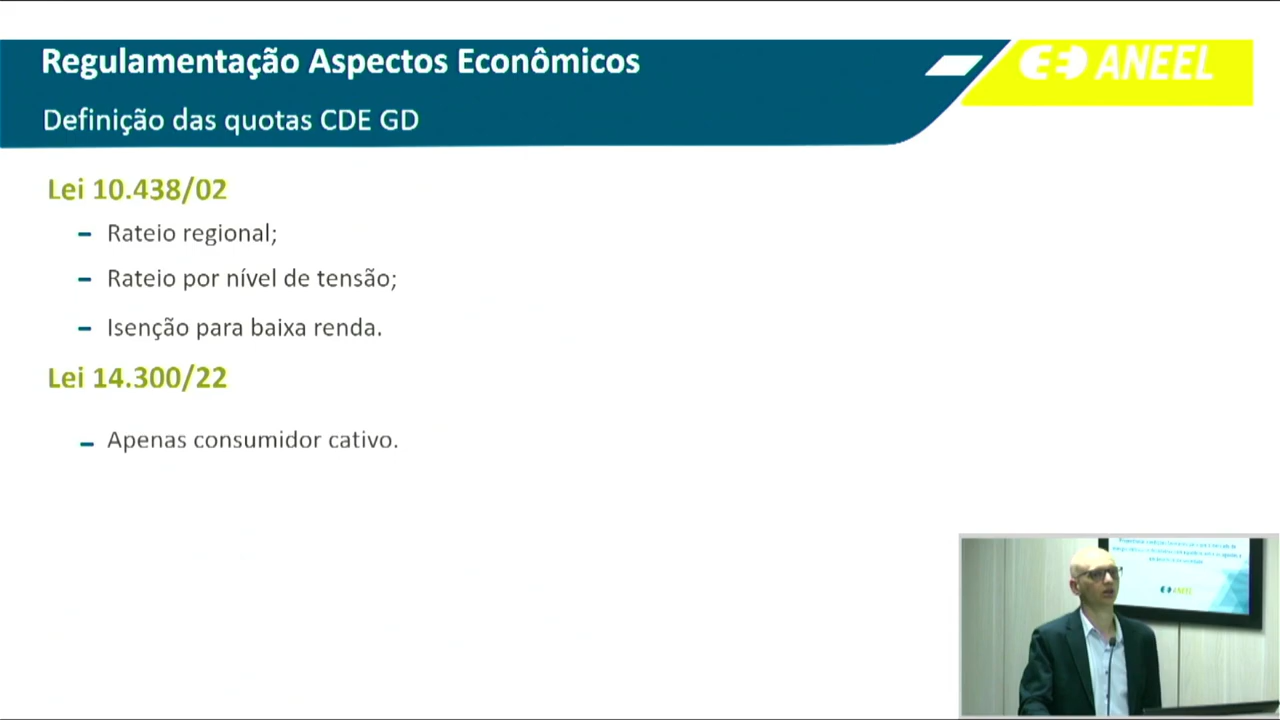 Regulamentação Aspectos Econômicos
ANEEL
Definição das quotas CDE GD
Lei 10.438/02
– Rateio regional;
– Rateio por nível de tensão;
– Isenção para baixa renda.
Lei 14.300/22
– Apenas consumidor cativo.
ANEEL